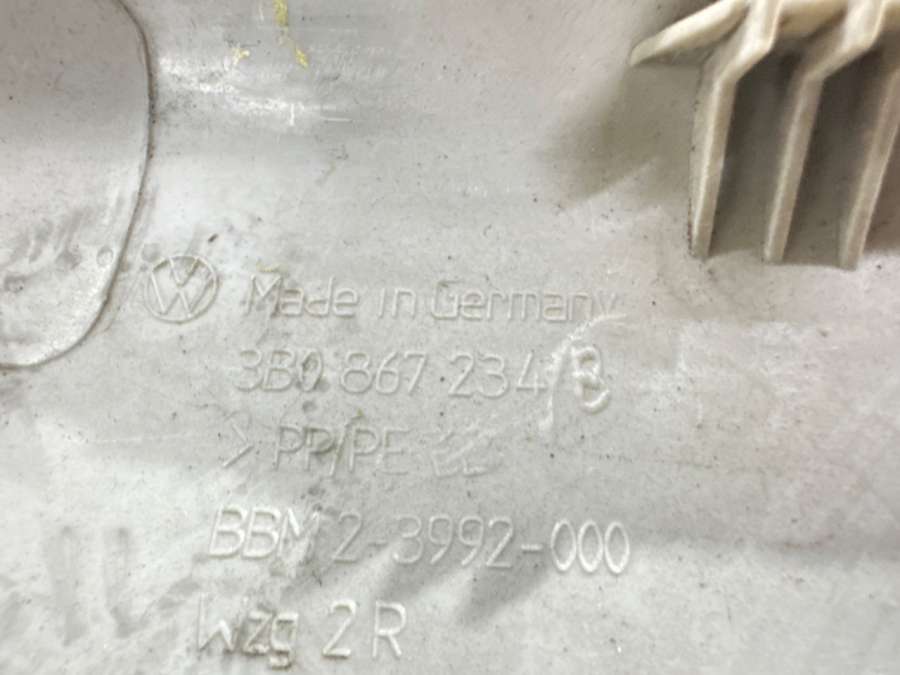 Made in Germany
3B0 867 234 B
> PP/PE
BBM 2-3992-000
Wzg 2 R